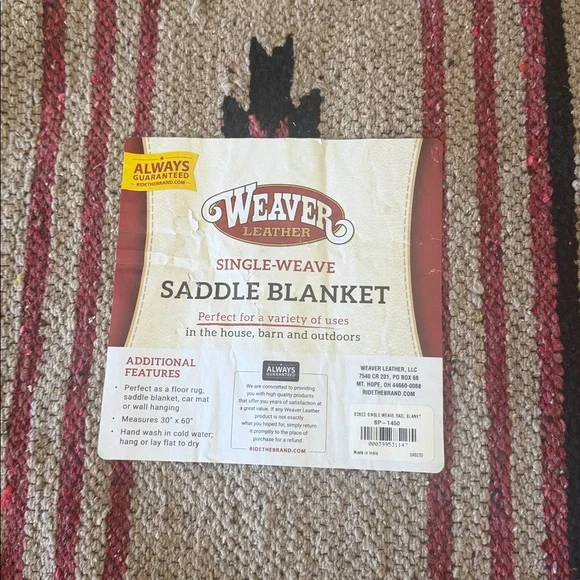 ALWAYS
GUARANTEED
RIDETHEBRAND.COM
WEAVER
LEATHER
SINGLE-WEAVE
SADDLE BLANKET
Perfect for a variety of uses
in the house, barn and outdoors
ADDITIONAL
FEATURES
• Perfect as a floor rug,
saddle blanket, car mat
or wall hanging
• Measures 30" x 60"
• Hand wash in cold water;
hang or lay flat to dry
ALWAYS
GUARANTEED
We are committed to providing
you with high quality products
that offer you years of satisfaction at
a great value. If any Weaver Leather
product is not exactly
what you hoped for, simply return
it promptly to the place of
purchase for a refund.
RIDETHEBRAND.COM
WEAVER LEATHER, LLC
7540 CR 201, PO BOX 68
MT. HOPE, OH 44660-0068
RIDETHEBRAND.COM
SINGLE WEAVE SADL BLANKT
SP-1450
Made in India